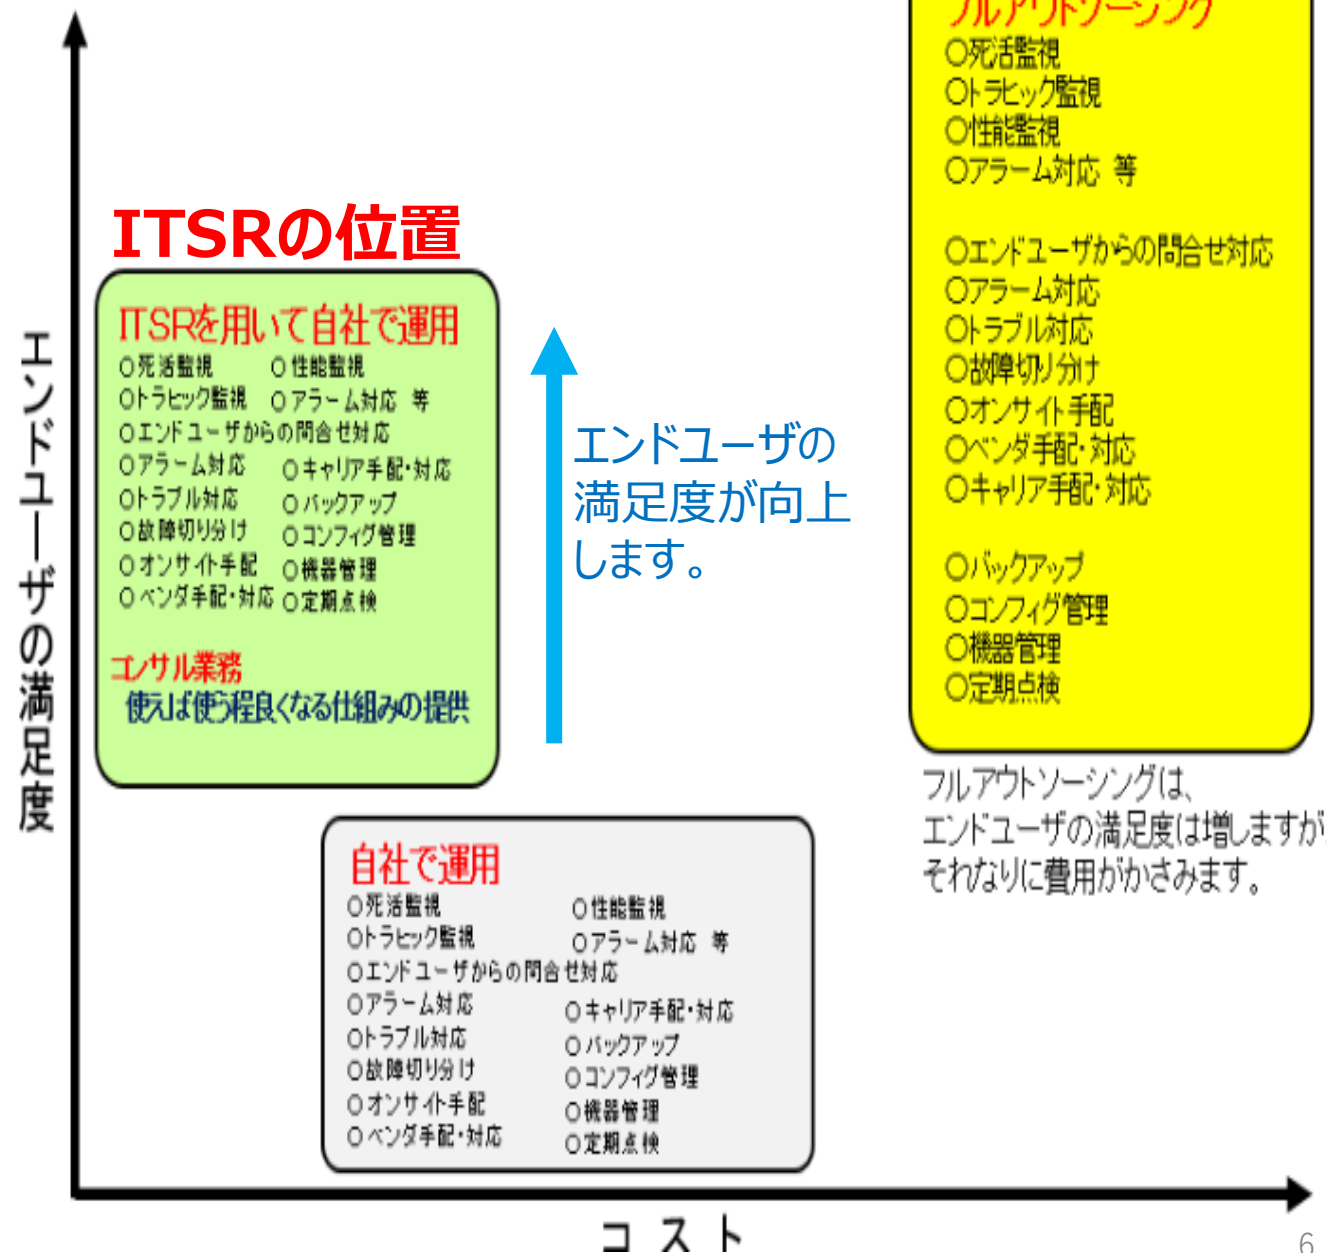 エンドユーザの満足度
ITSRの位置
ITSRを用いて自社で運用
○死活監視 ○性能監視
○トラヒック監視 ○アラーム対応 等
○エンドユーザからの問合せ対応
○アラーム対応 ○キャリア手配・対応
○トラブル対応 ○バックアップ
○故障切り分け ○コンフィグ管理
○オンサイト手配 ○機器管理
○ベンダ手配・対応 ○定期点検
コンサル業務
使えば使う程良くなる仕組みの提供
エンドユーザの
満足度が向上
します。
フルアウトソーシング
○死活監視
○トラヒック監視
○性能監視
○アラーム対応 等
○エンドユーザからの問合せ対応
○アラーム対応
○トラブル対応
○故障切り分け
○オンサイト手配
○ベンダ手配・対応
○キャリア手配・対応
○バックアップ
○コンフィグ管理
○機器管理
○定期点検
フルアウトソーシングは、
エンドユーザの満足度は増しますが
それなりに費用がかさみます。
自社で運用
○死活監視 ○性能監視
○トラヒック監視 ○アラーム対応 等
○エンドユーザからの問合せ対応
○アラーム対応 ○キャリア手配・対応
○トラブル対応 ○バックアップ
○故障切り分け ○コンフィグ管理
○オンサイト手配 ○機器管理
○ベンダ手配・対応 ○定期点検
コスト
6